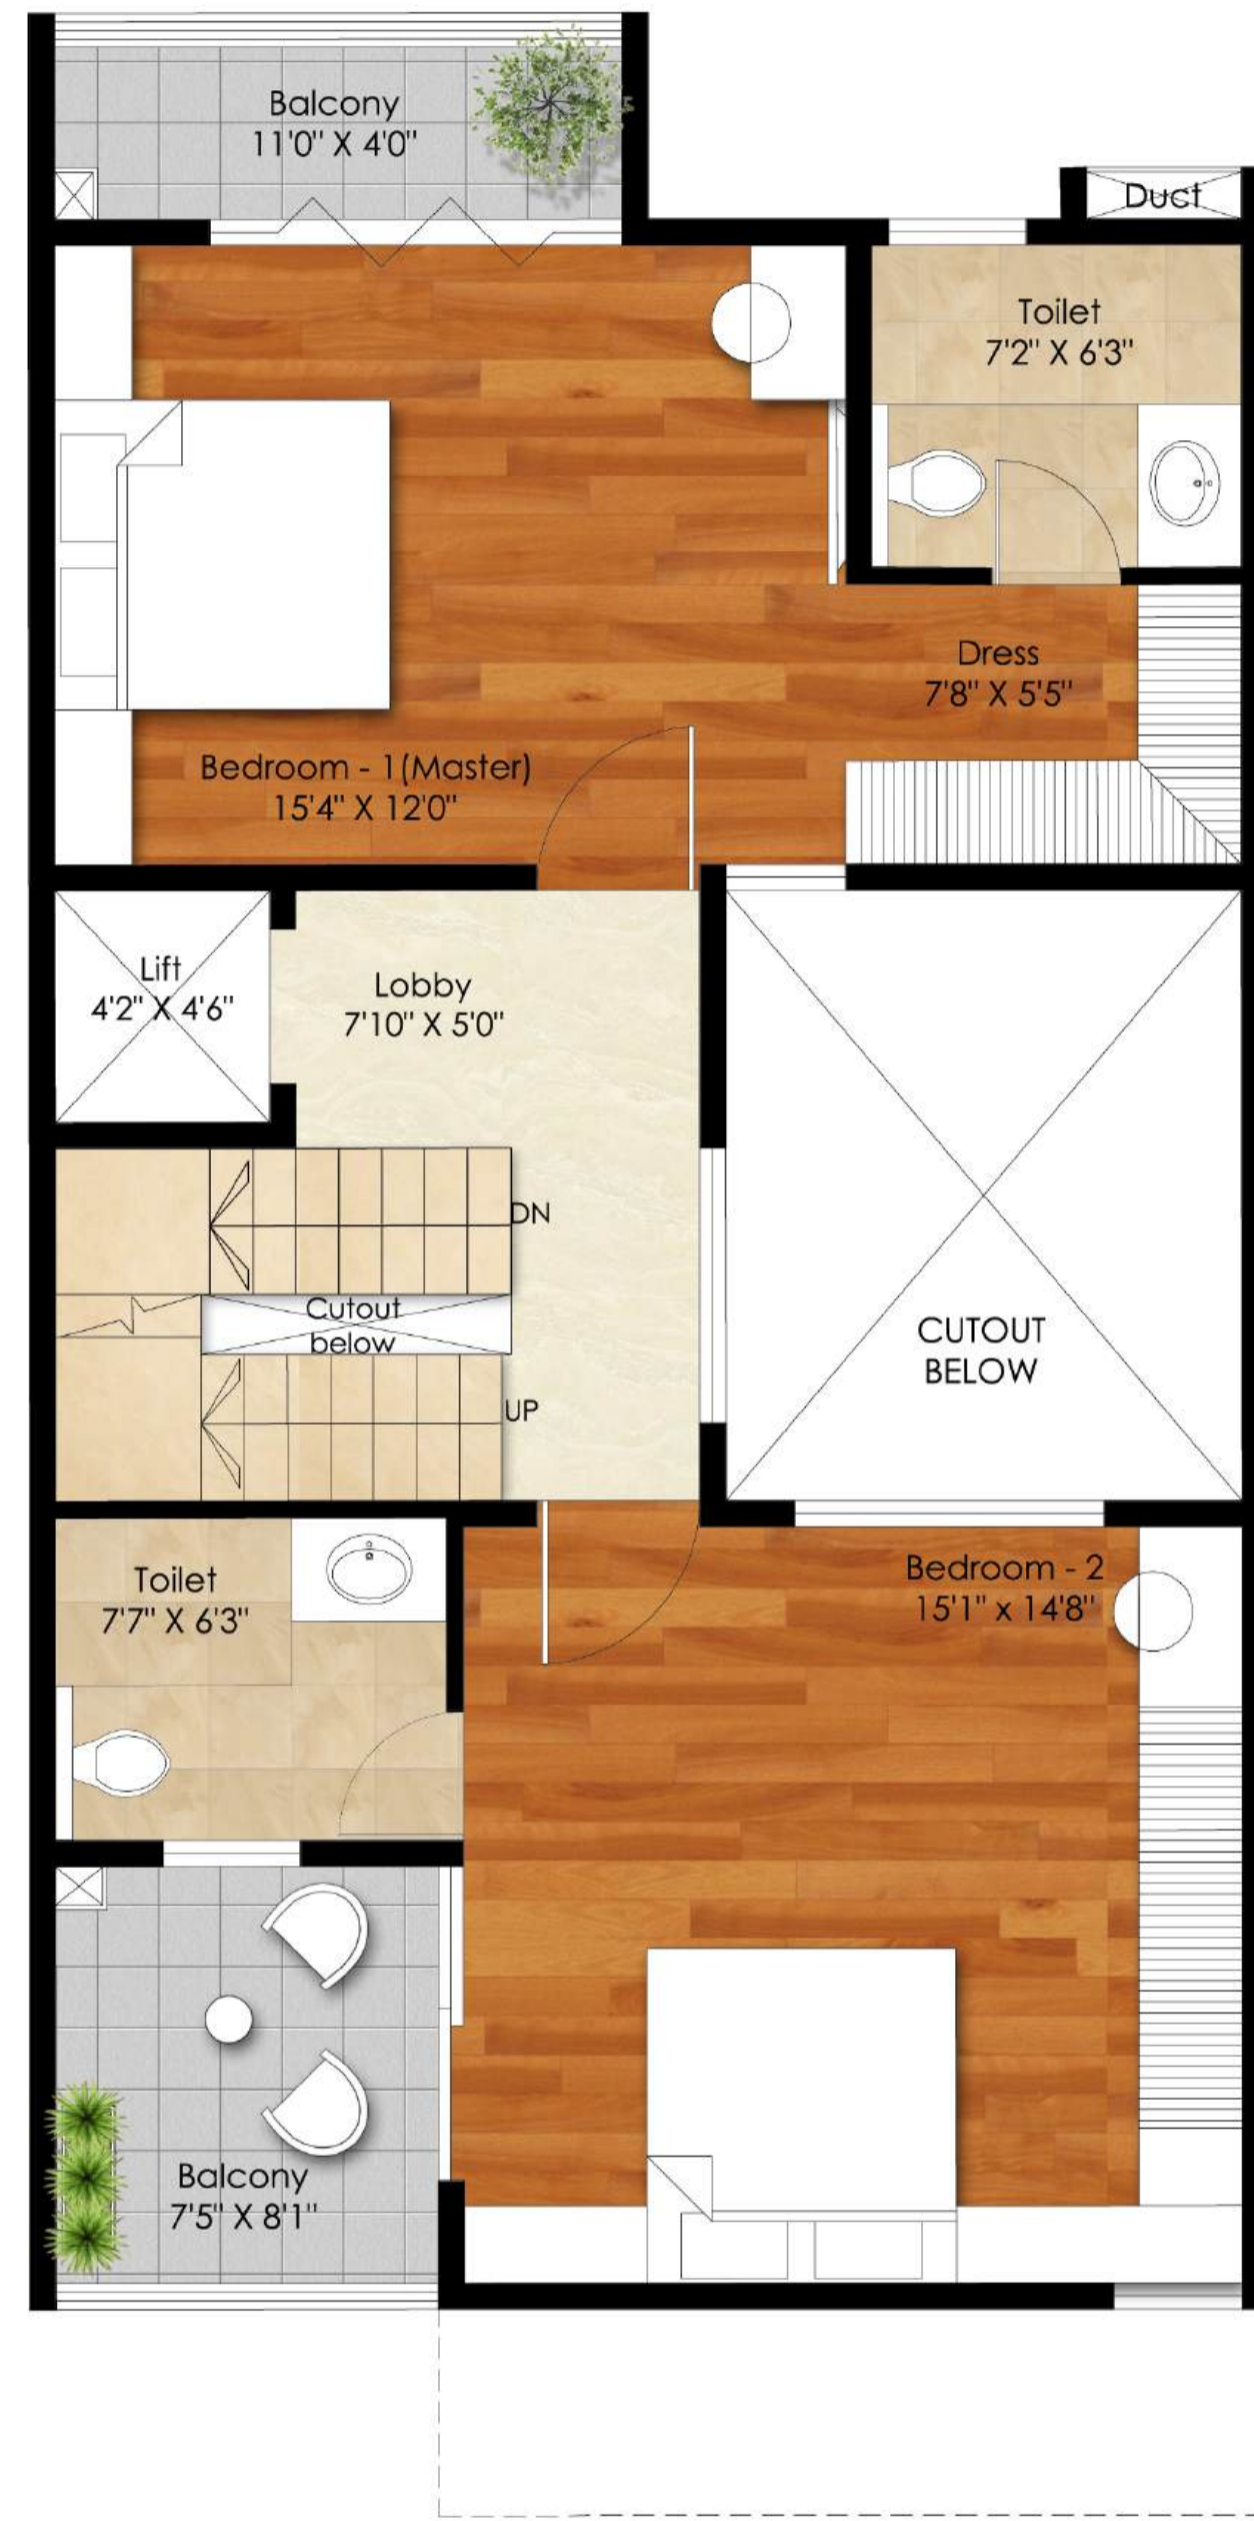 Balcony
11'0" X 4'0"
Duct
Toilet
7'2" X 6'3"
Dress
7'8" X 5'5"
Bedroom - 1(Master)
15'4" X 12'0"
Lift
4'2" X 4'6"
Lobby
7'10" X 5'0"
DN
Cutout
below
UP
CUTOUT
BELOW
Toilet
7'7" X 6'3"
Bedroom - 2
15'1" x 14'8"
Balcony
7'5" X 8'1"